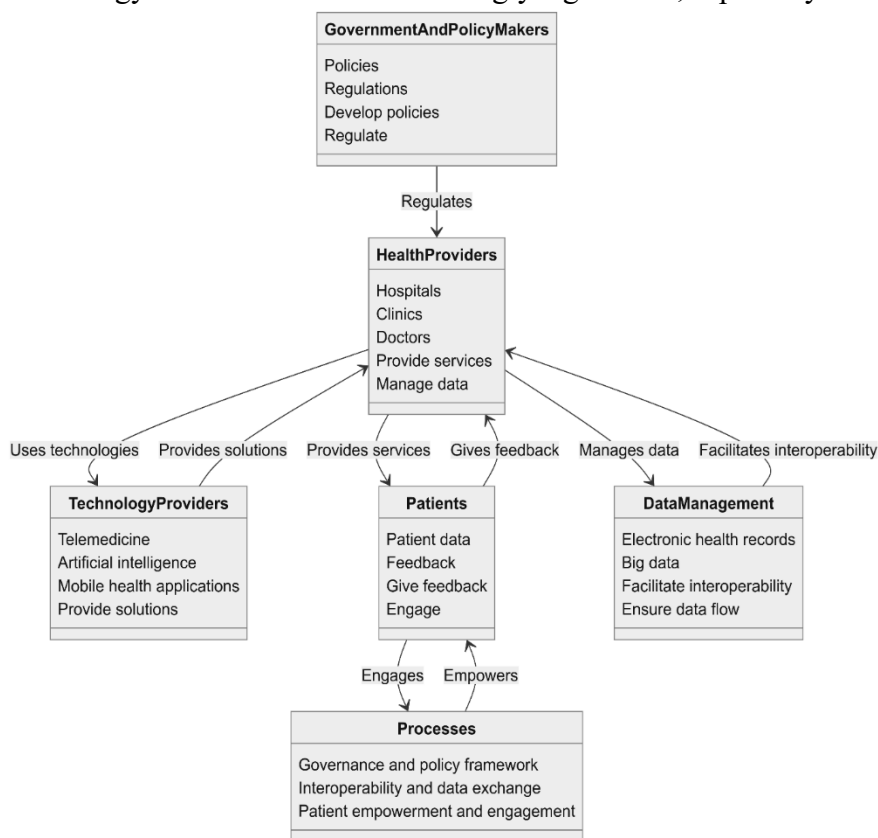 GovernmentAndPolicyMakers
Policies
Regulations
Develop policies
Regulate
Regulates
HealthProviders
Hospitals
Clinics
Doctors
Provide services
Manage data
Uses technologies
Provides solutions
Provides services
Gives feedback
Manages data
Facilitates interoperability
TechnologyProviders
Telemedicine
Artificial intelligence
Mobile health applications
Provide solutions
Patients
Patient data
Feedback
Give feedback
Engage
DataManagement
Electronic health records
Big data
Facilitate interoperability
Ensure data flow
Engages
Empowers
Processes
Governance and policy framework
Interoperability and data exchange
Patient empowerment and engagement